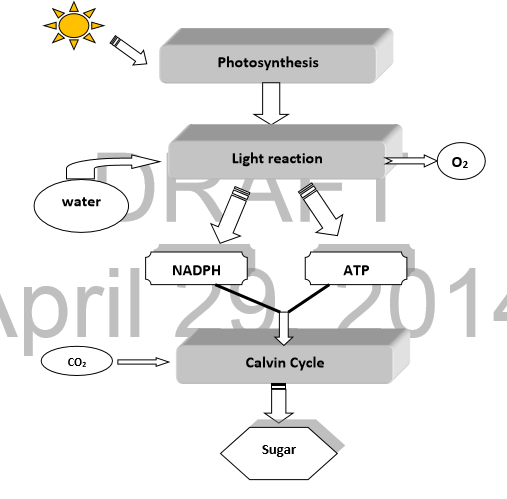 Photosynthesis
Light reaction
O₂
water
DRAFT
NADPH
ATP
April 29, 2014
CO₂
Calvin Cycle
Sugar